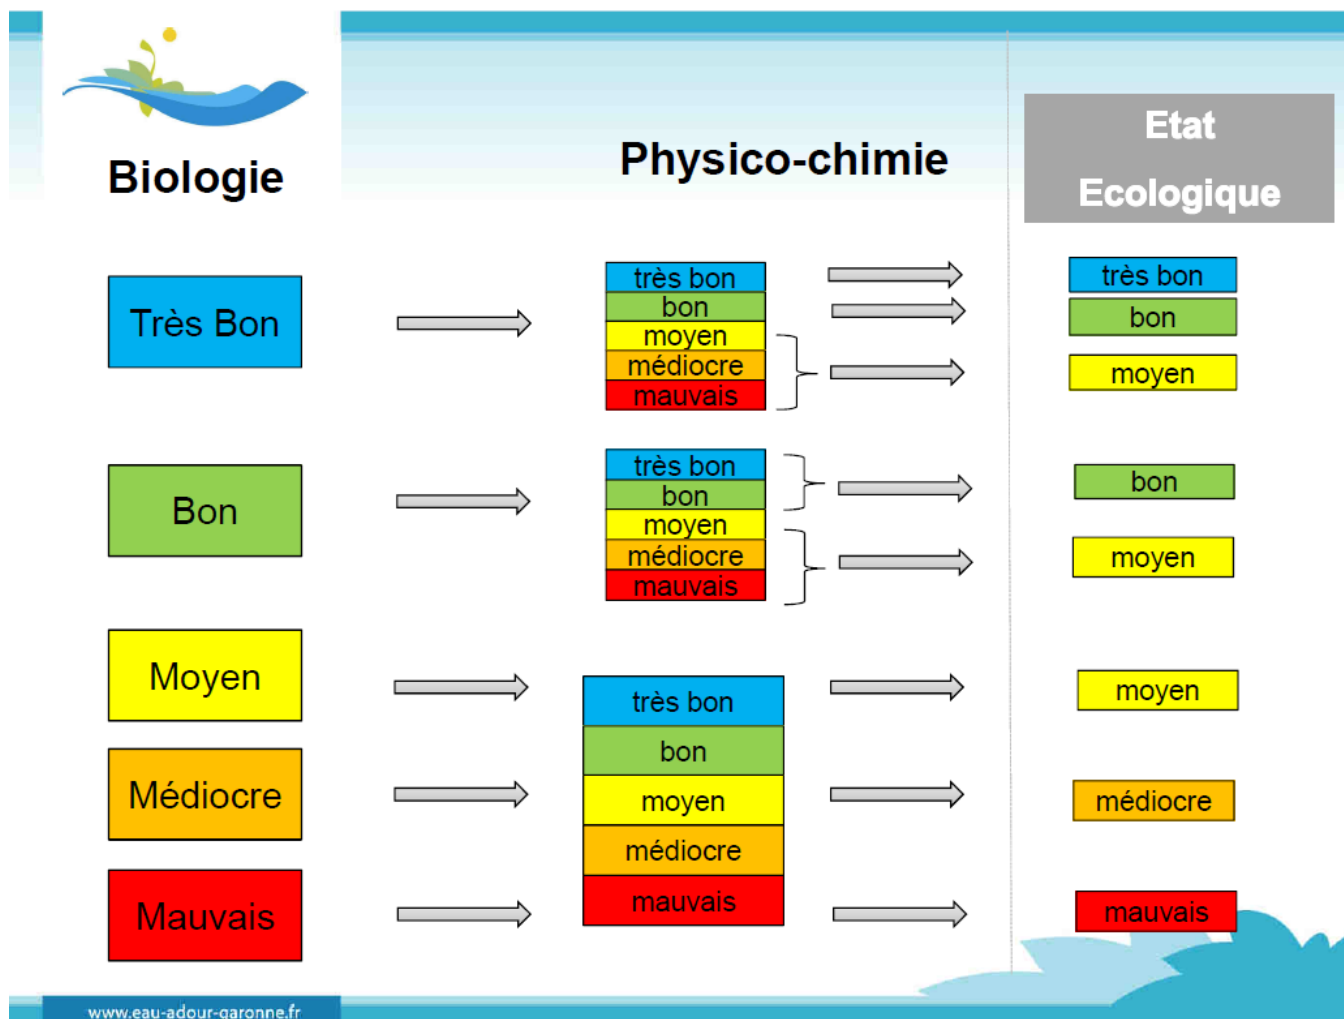 Biologie
Physico-chimie
Etat
Ecologique
Très Bon
très bon
bon
moyen
médiocre
mauvais
très bon
bon
moyen
Bon
très bon
bon
moyen
médiocre
mauvais
bon
moyen
Moyen
Médiocre
Mauvais
très bon
bon
moyen
médiocre
mauvais
moyen
médiocre
mauvais
www.eau-adour-garonne.fr